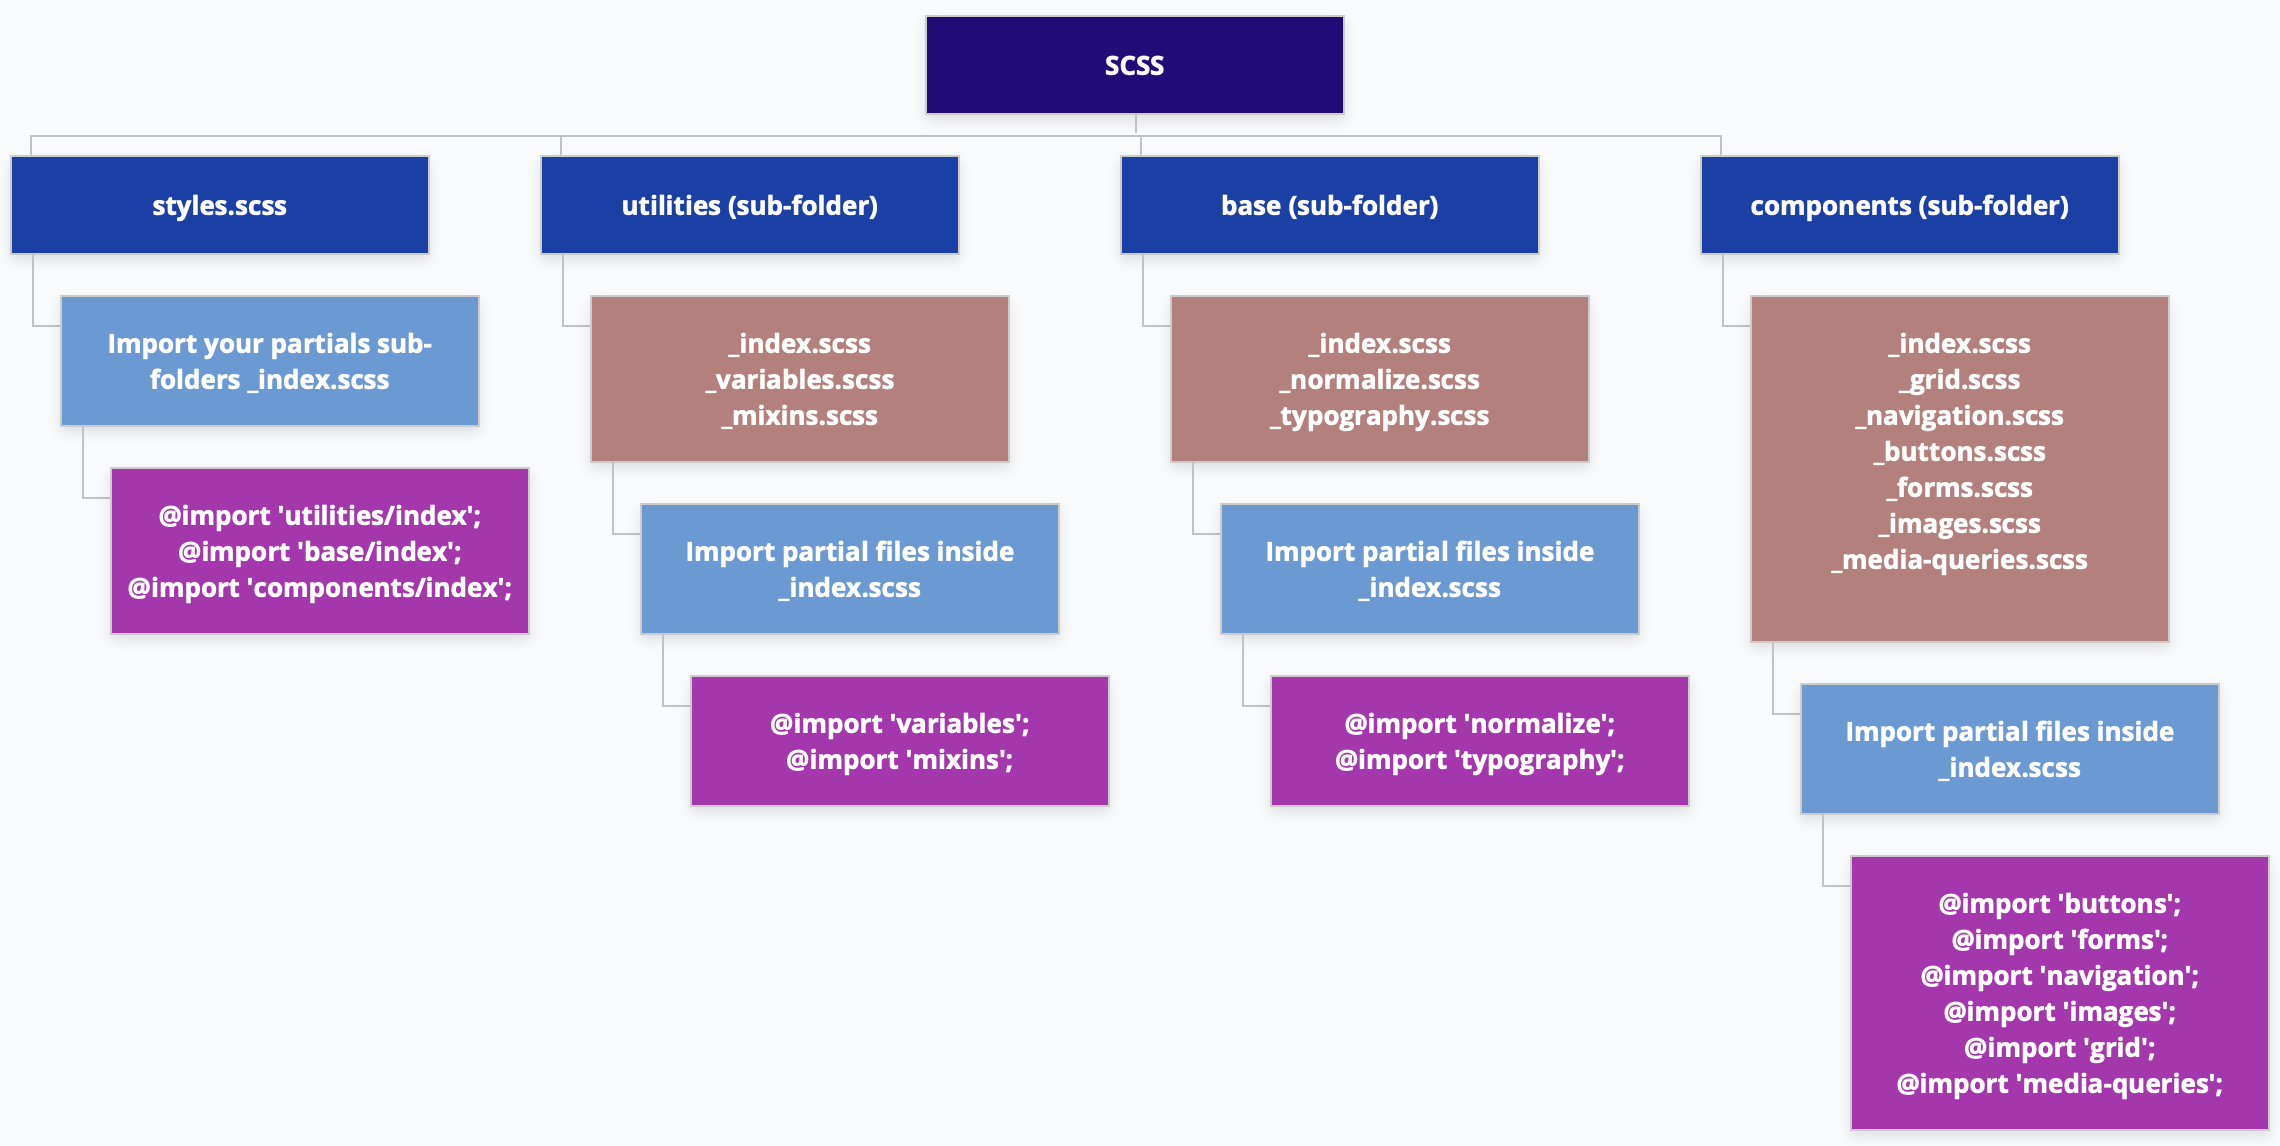 SCSS
styles.scss
Import your partials sub-
folders _index.scss
@import 'utilities/index';
@import 'base/index';
@import 'components/index';
utilities (sub-folder)
_index.scss
_variables.scss
_mixins.scss
Import partial files inside
_index.scss
@import 'variables';
@import 'mixins';
base (sub-folder)
_index.scss
_normalize.scss
_typography.scss
Import partial files inside
_index.scss
@import 'normalize';
@import 'typography';
components (sub-folder)
_index.scss
_grid.scss
_navigation.scss
_buttons.scss
_forms.scss
_images.scss
_media-queries.scss
Import partial files inside
_index.scss
@import 'buttons';
@import 'forms';
@import 'navigation';
@import 'images';
@import 'grid';
@import 'media-queries';